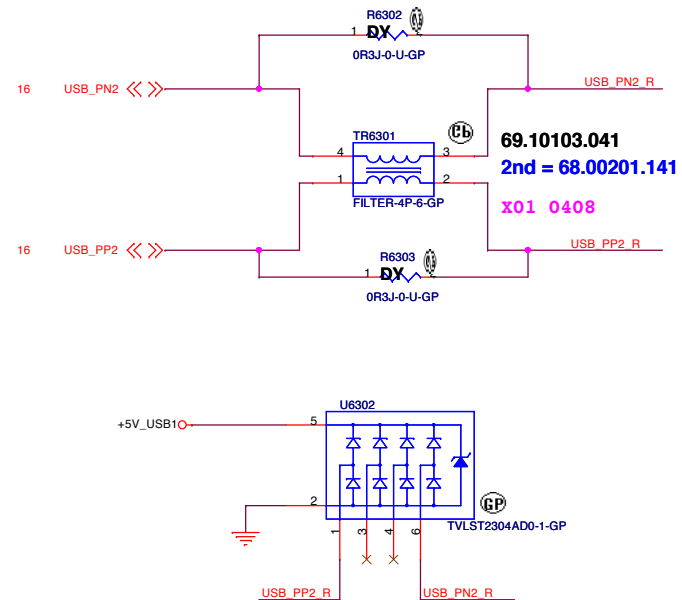 R6302
1 DY 2
0R3J-0-U-GP
16 USB_PN2
USB_PN2_R
TR6301
4 3
1 2
FILTER-4P-6-GP
69.10103.041
2nd = 68.00201.141
X01 0408
16 USB_PP2
USB_PP2_R
R6303
1 DY 2
0R3J-0-U-GP
U6302
+5V_USB1
5
2
GP
TVLST2304AD0-1-GP
1 3 4 6
USB_PP2_R
USB_PN2_R